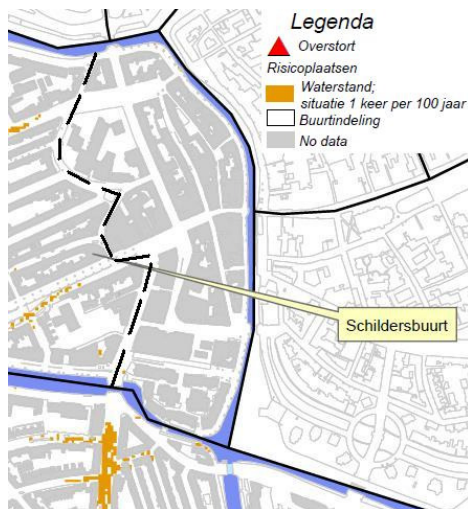 Legenda
Overstort
Risicoplaatsen
Waterstand;
situatie 1 keer per 100 jaar
Buurtindeling
No data
Schildersbuurt